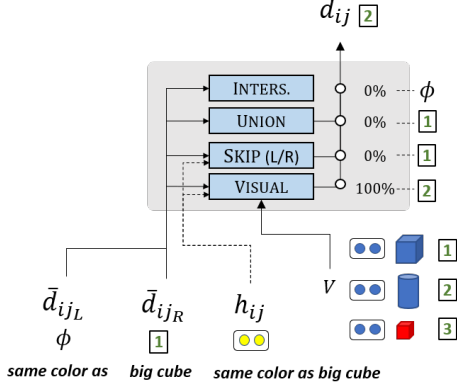 d_ij 2
INTERS. 0% ϕ
UNION 0% 1
SKIP (L/R) 0% 1
VISUAL 100% 2
1
V 2
3
d̄_ijL d̄_ijR h_ij
ϕ 1
same color as big cube same color as big cube